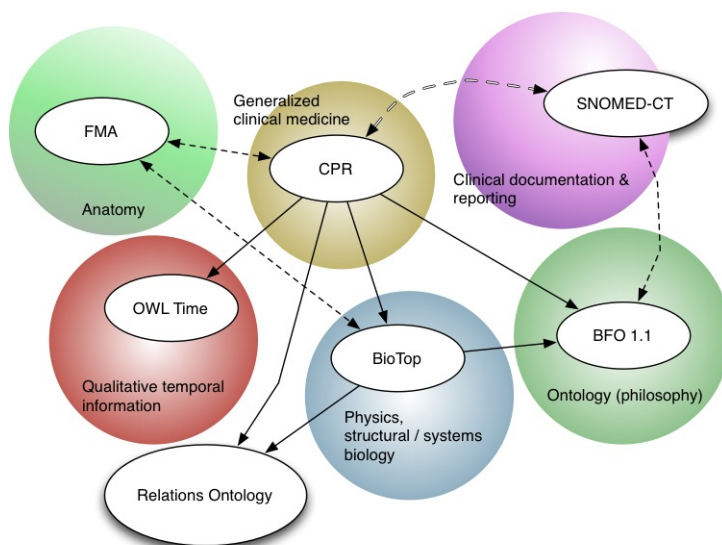 SNOMED-CT
Generalized
clinical medicine
FMA
CPR
Clinical documentation &
reporting
Anatomy
OWL Time
BFO 1.1
BioTop
Qualitative temporal
information
Ontology (philosophy)
Physics,
structural / systems
biology
Relations Ontology